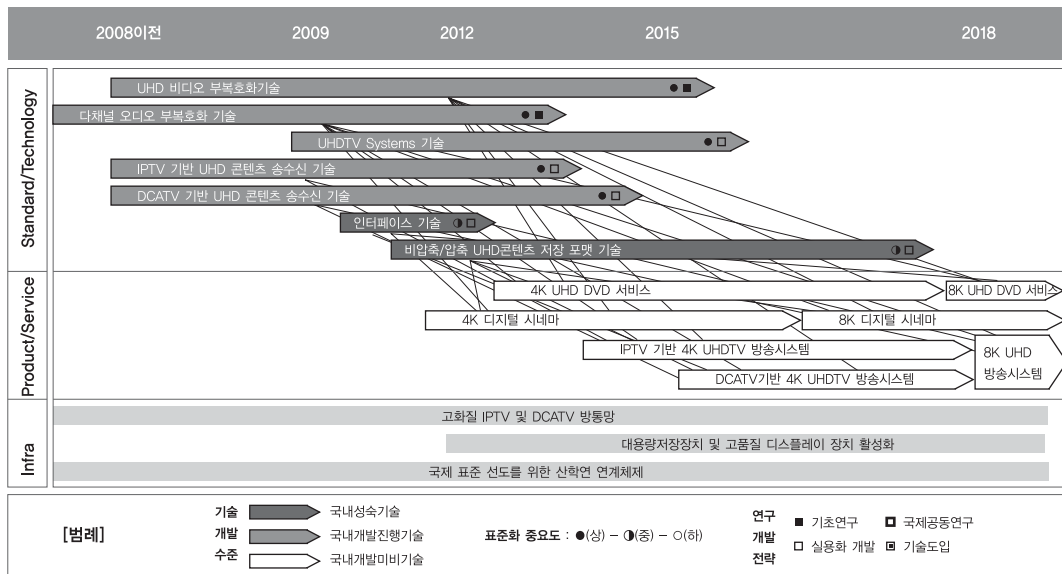 2008이전 2009 2012 2015 2018
Standard/Technology
UHD 비디오 부복호화기술
다채널 오디오 부복호화 기술
UHDTV Systems 기술
IPTV 기반 UHD 콘텐츠 송수신 기술
DCATV 기반 UHD 콘텐츠 송수신 기술
인터페이스 기술
비압축/압축 UHD콘텐츠 저장 포맷 기술
Product/Service
4K UHD DVD 서비스 8K UHD DVD 서비스
4K 디지털 시네마 8K 디지털 시네마
IPTV 기반 4K UHDTV 방송시스템
DCATV기반 4K UHDTV 방송시스템
8K UHD
방송시스템
Infra
고화질 IPTV 및 DCATV 방통망
대용량저장장치 및 고품질 디스플레이 장치 활성화
국제 표준 선도를 위한 산학연 연계체제
[범례]
기술
개발
수준
국내성숙기술
국내개발진행기술
국내개발미비기술
표준화 중요도 : ●(상) – ◑(중) – ○(하)
연구
개발
전략
■ 기초연구 국제공동연구
□ 실용화 개발 ▣ 기술도입